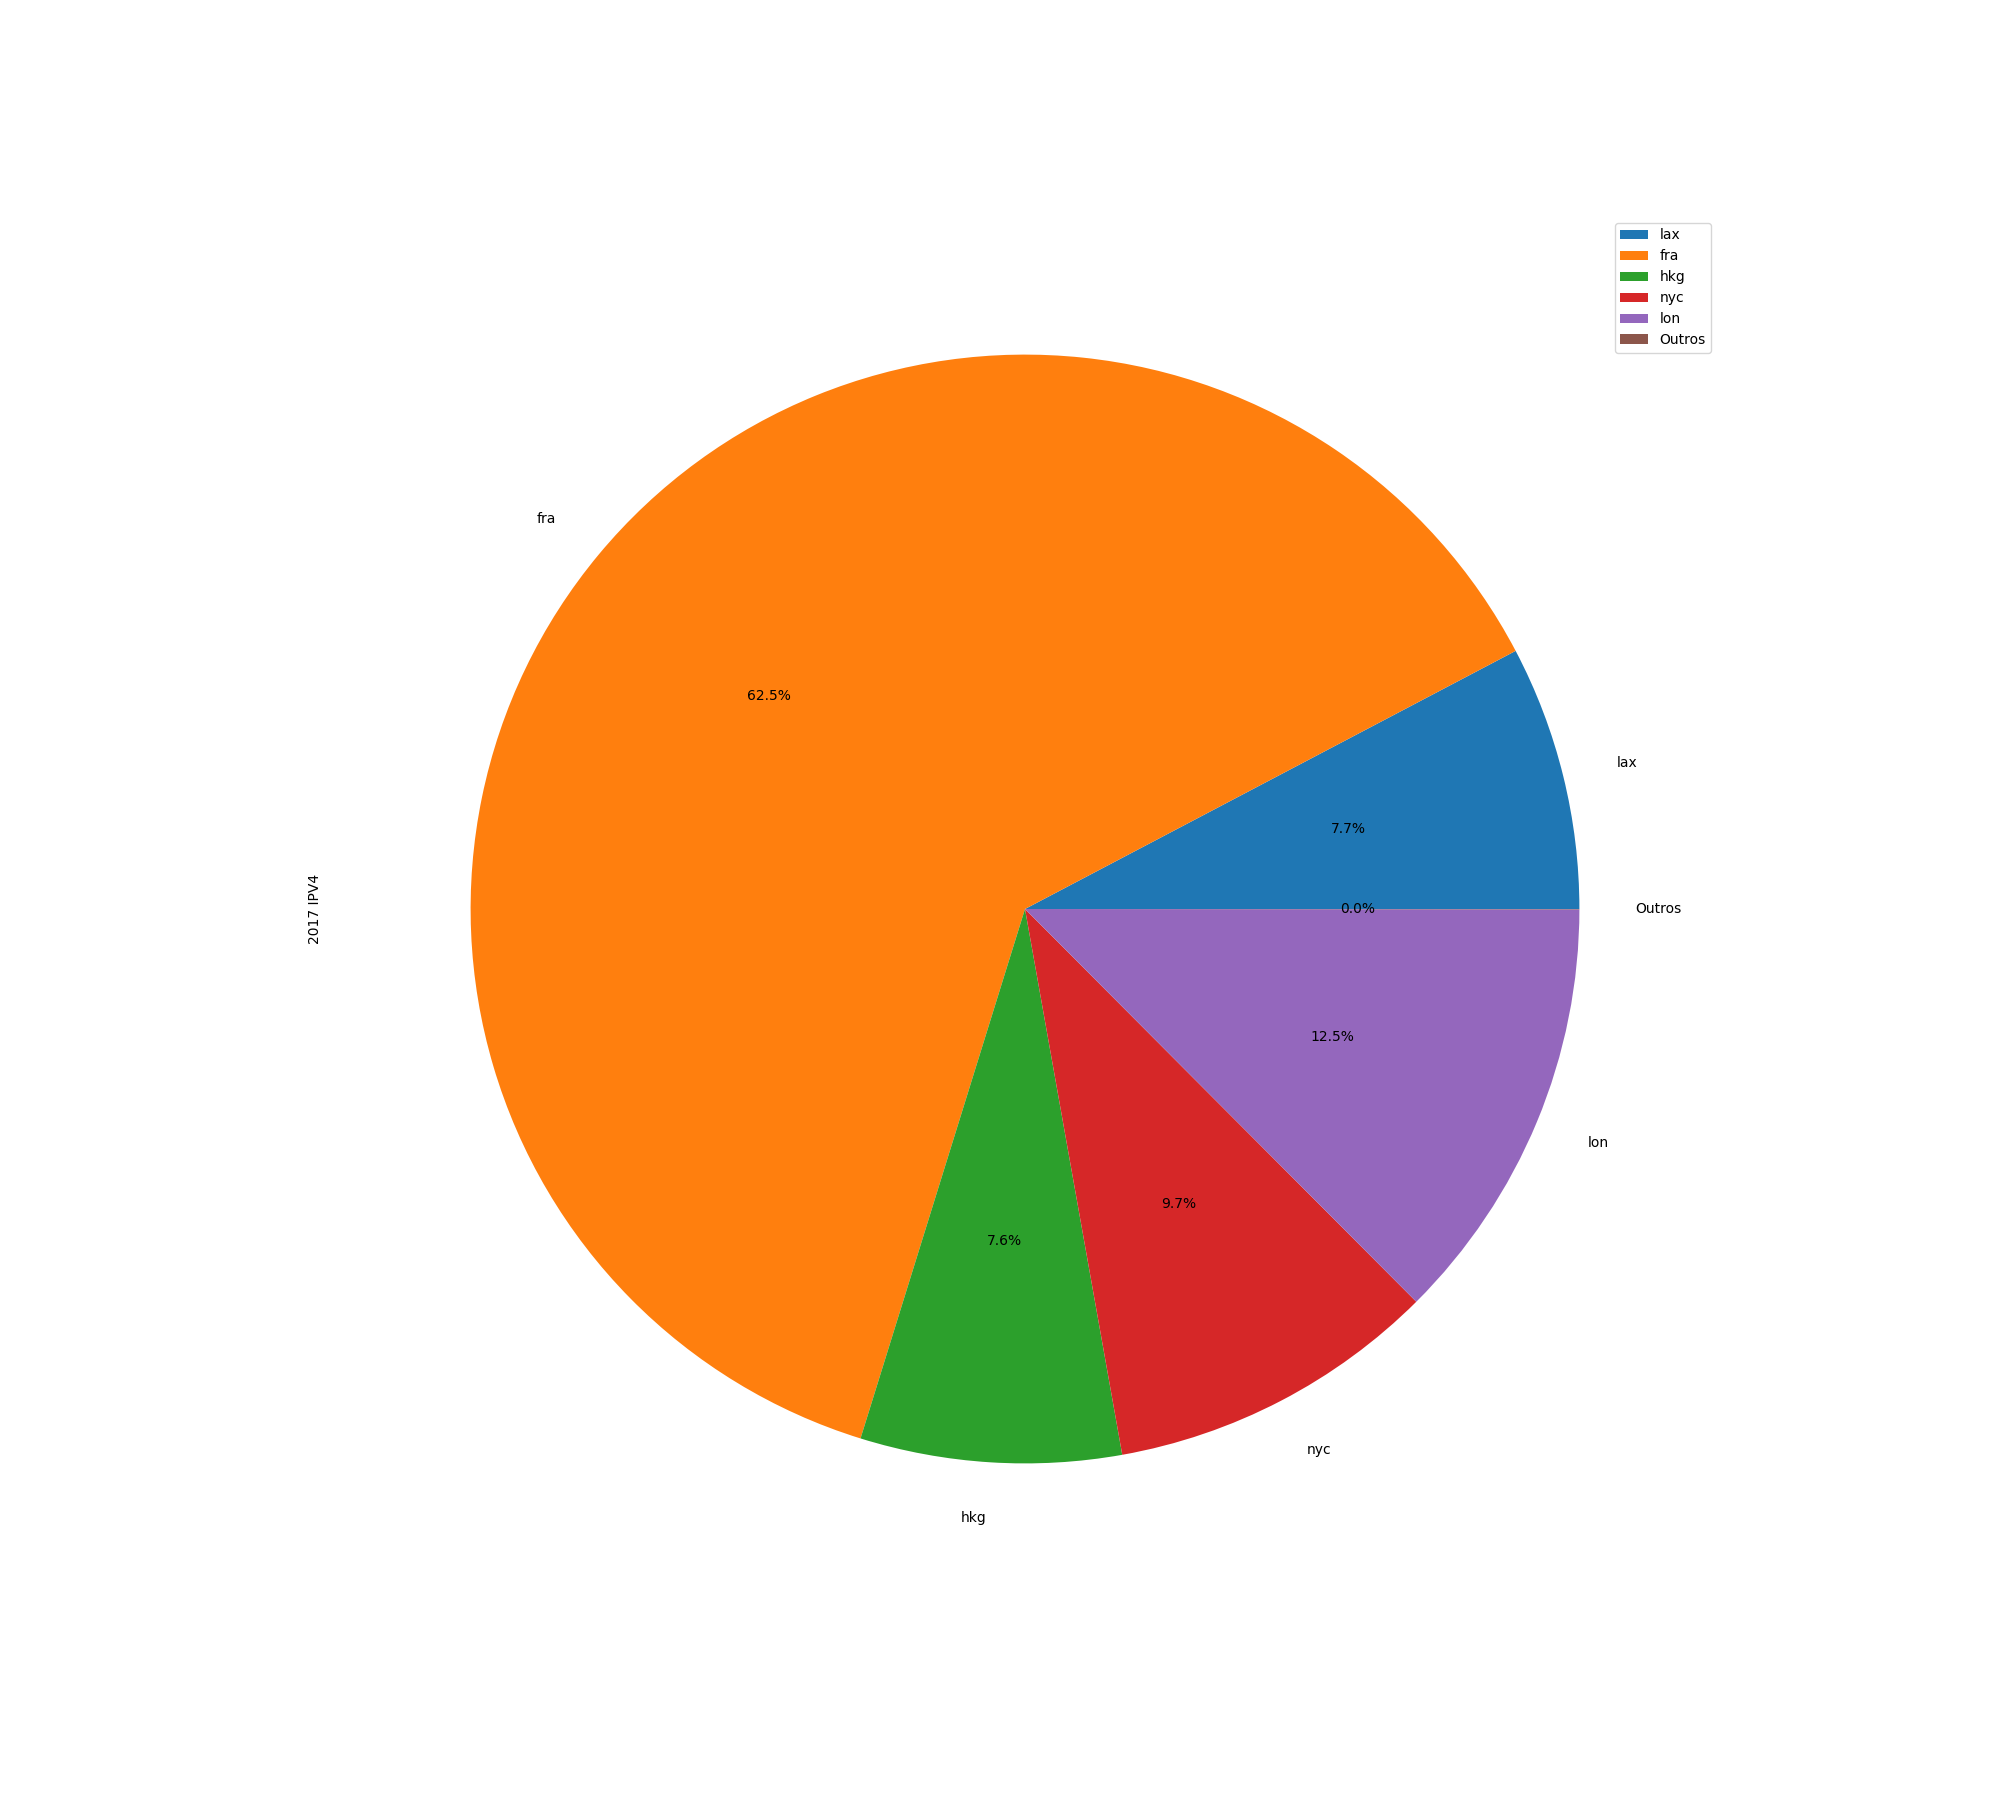 lax
fra
hkg
nyc
lon
Outros
fra
62.5%
lax
7.7%
2017 IPV4
0.0%
Outros
12.5%
lon
9.7%
7.6%
nyc
hkg